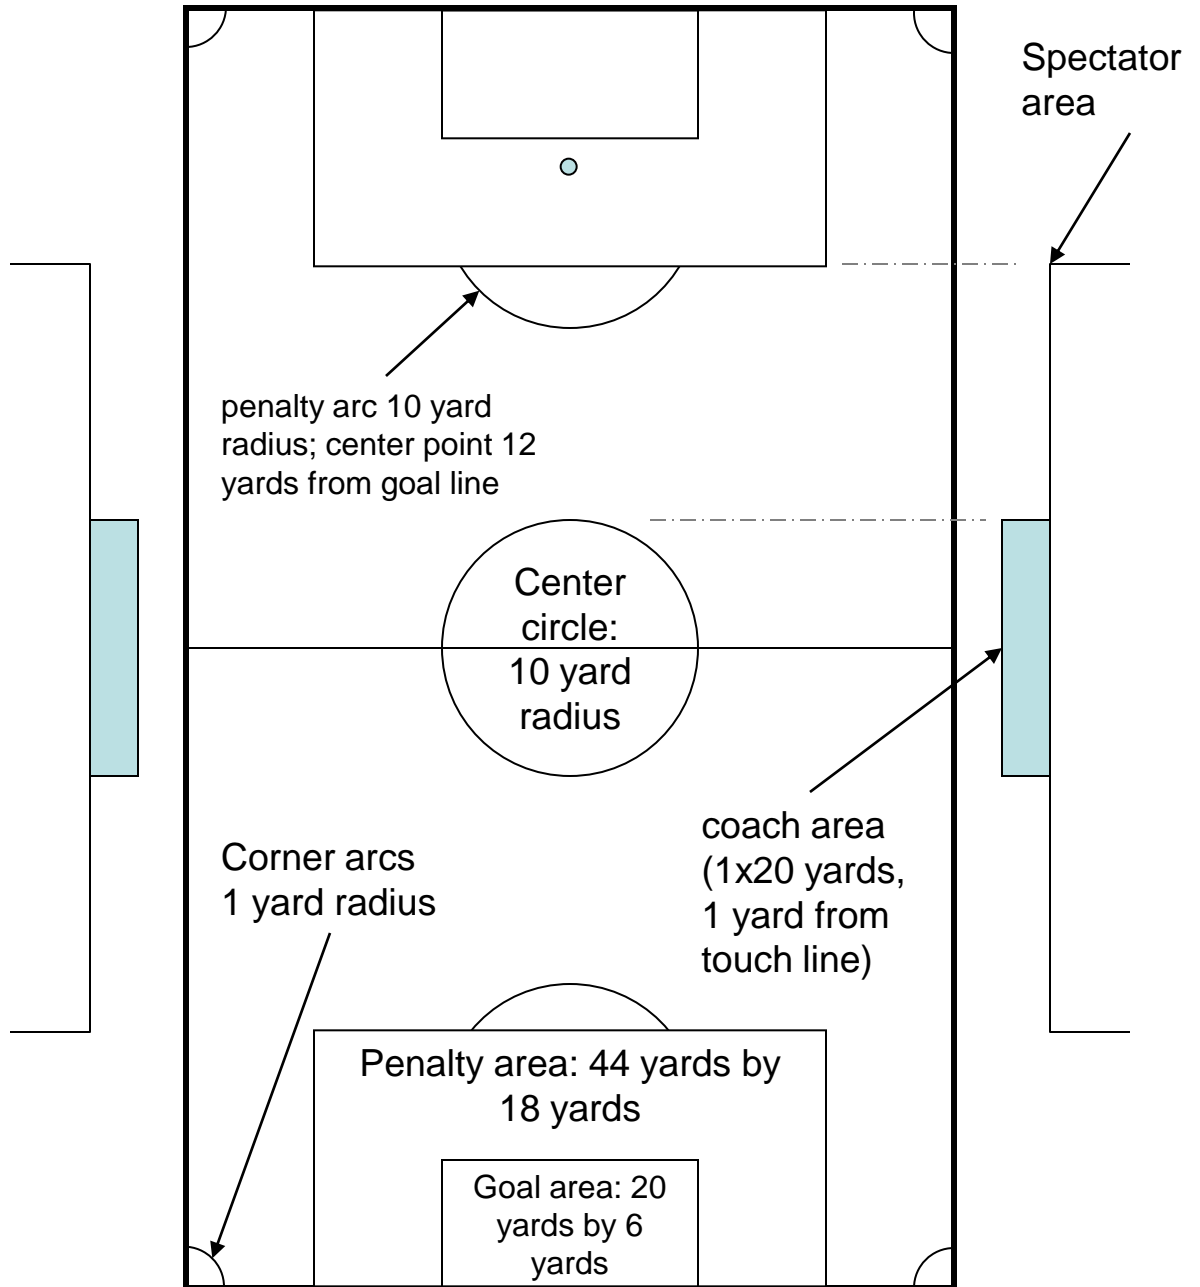 Spectator
area
penalty arc 10 yard
radius; center point 12
yards from goal line
Center
circle:
10 yard
radius
coach area
(1x20 yards,
1 yard from
touch line)
Corner arcs
1 yard radius
Penalty area: 44 yards by
18 yards
Goal area: 20
yards by 6
yards